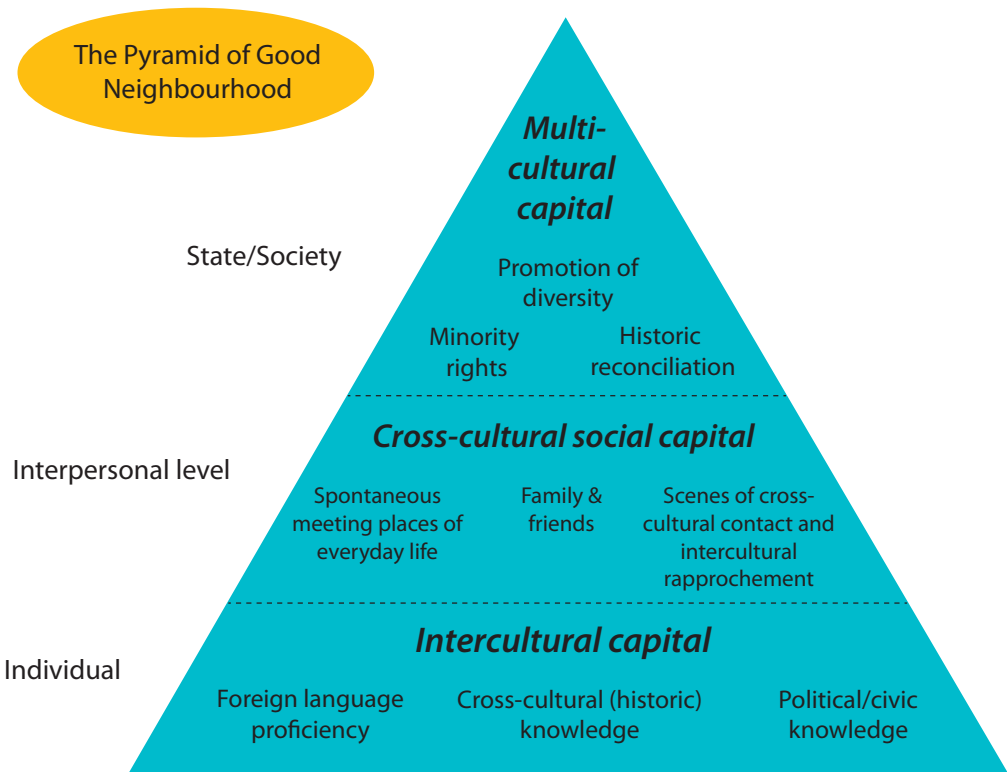 The Pyramid of Good
Neighbourhood
Multi-
cultural
capital
State/Society
Promotion of
diversity
Minority
rights
Historic
reconciliation
Cross-cultural social capital
Interpersonal level
Spontaneous
meeting places of
everyday life
Family &
friends
Scenes of cross-
cultural contact and
intercultural
rapprochement
Intercultural capital
Individual
Foreign language
proficiency
Cross-cultural (historic)
knowledge
Political/civic
knowledge